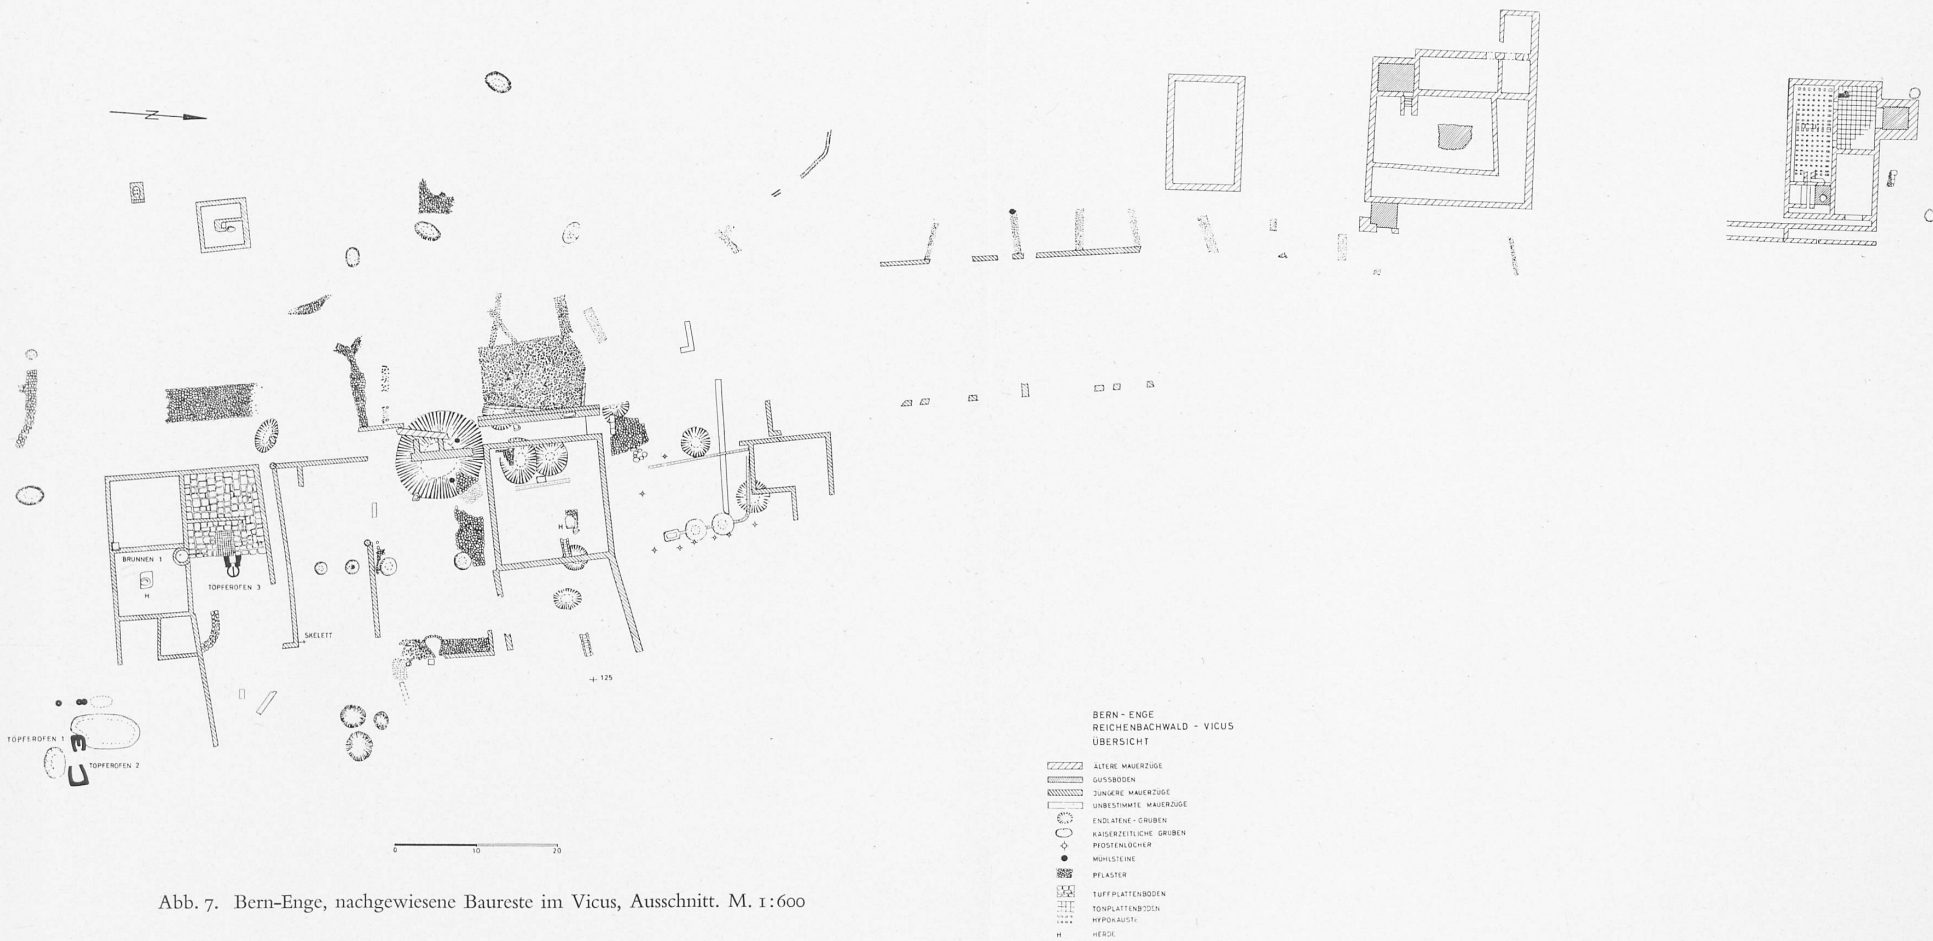 N
BRUNNEN 1
H
TÖPFEROFEN 3
SKELETT
H
125
TÖPFEROFEN 1
TÖPFEROFEN 2
0 10 20
Abb. 7. Bern-Enge, nachgewiesene Baureste im Vicus, Ausschnitt. M. 1:600
BERN - ENGE
REICHENBACHWALD - VICUS
ÜBERSICHT
ÄLTERE MAUERZÜGE
GUSSBÖDEN
JÜNGERE MAUERZÜGE
UNBESTIMMTE MAUERZÜGE
ENDLATENE - GRUBEN
KAISERZEITLICHE GRUBEN
PFOSTENLÖCHER
MÜHLSTEINE
PFLASTER
TUFFPLATTENBODEN
TONPLATTENBODEN
HYPOKAUSTE
H HERDE